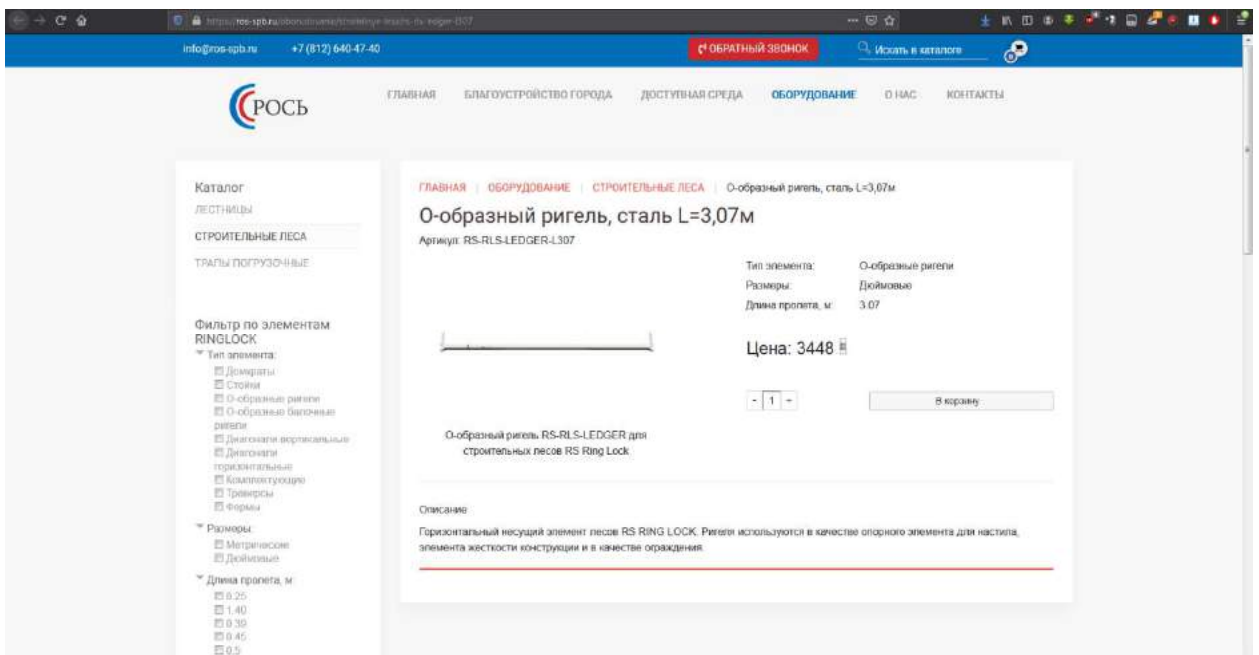 info@ros-spb.ru +7 (812) 640-47-40 ОБРАТНЫЙ ЗВОНОК Искать в каталоге 0
РОСЬ
ГЛАВНАЯ БЛАГОУСТРОЙСТВО ГОРОДА ДОСТУПНАЯ СРЕДА ОБОРУДОВАНИЕ О НАС КОНТАКТЫ
Каталог
ЛЕСТНИЦЫ
СТРОИТЕЛЬНЫЕ ЛЕСА
ТРАПЫ ПОГРУЗОЧНЫЕ
Фильтр по элементам
RINGLOCK
Тип элемента:
Домкраты
Стойки
О-образные ригели
О-образные балочные
ригели
Диагонали вертикальные
Диагонали
горизонтальные
Комплектующие
Траверсы
Формы
Размеры:
Метрические
Дюймовые
Длина пролета, м:
0.25
1.40
0.39
0.45
0.5
ГЛАВНАЯ | ОБОРУДОВАНИЕ | СТРОИТЕЛЬНЫЕ ЛЕСА | О-образный ригель, сталь L=3,07м
О-образный ригель, сталь L=3,07м
Артикул: RS-RLS-LEDGER-L307
Тип элемента: О-образные ригели
Размеры: Дюймовые
Длина пролета, м: 3.07
Цена: 3448
- 1 + В корзину
О-образный ригель RS-RLS-LEDGER для
строительных лесов RS Ring Lock
Описание
Горизонтальный несущий элемент лесов RS RING LOCK. Ригели используются в качестве опорного элемента для настила,
элемента жесткости конструкции и в качестве ограждения.